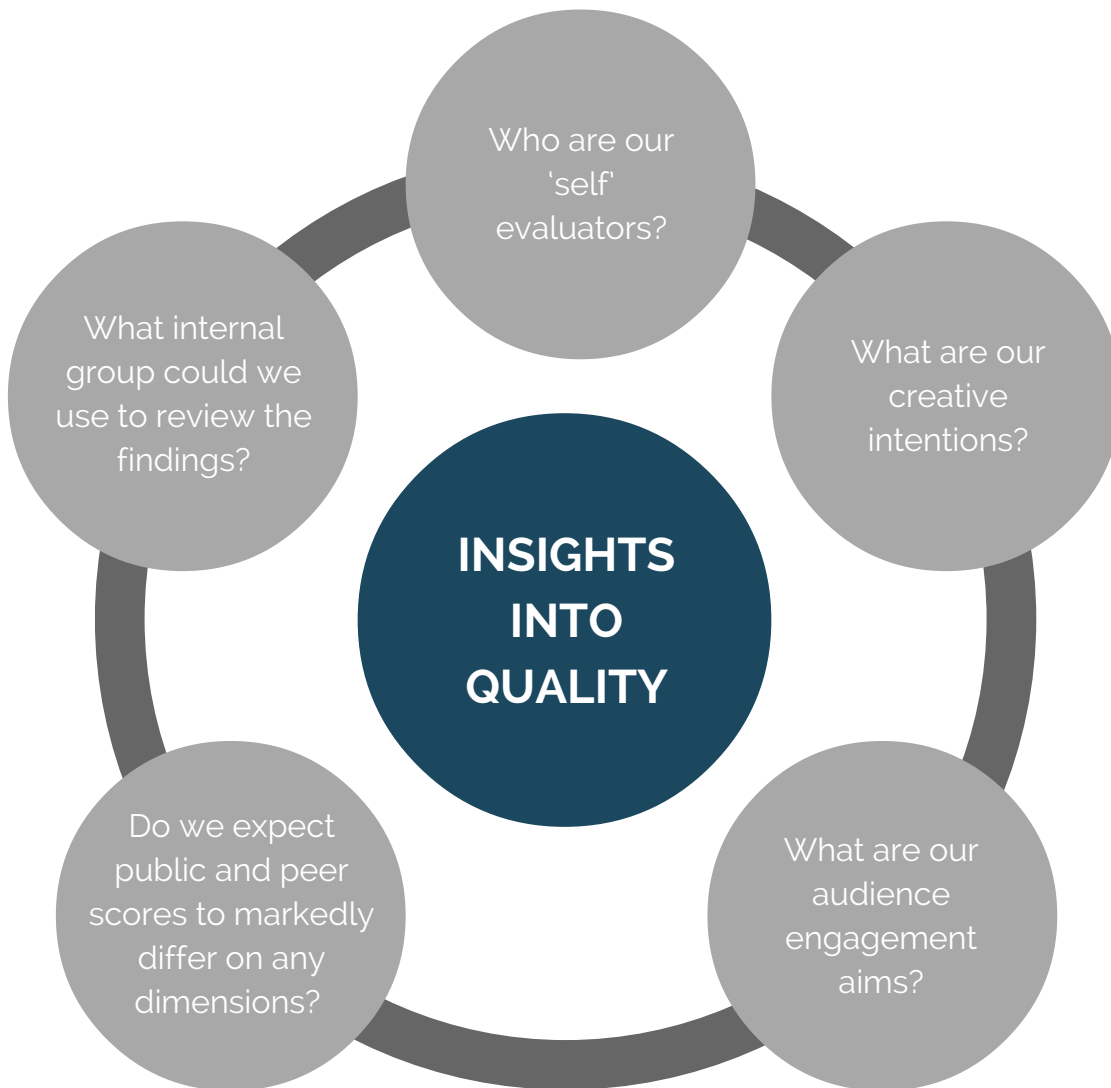 Who are our
‘self’
evaluators?
What are our
creative
intentions?
What are our
audience
engagement
aims?
Do we expect
public and peer
scores to markedly
differ on any
dimensions?
What internal
group could we
use to review the
findings?
INSIGHTS
INTO
QUALITY